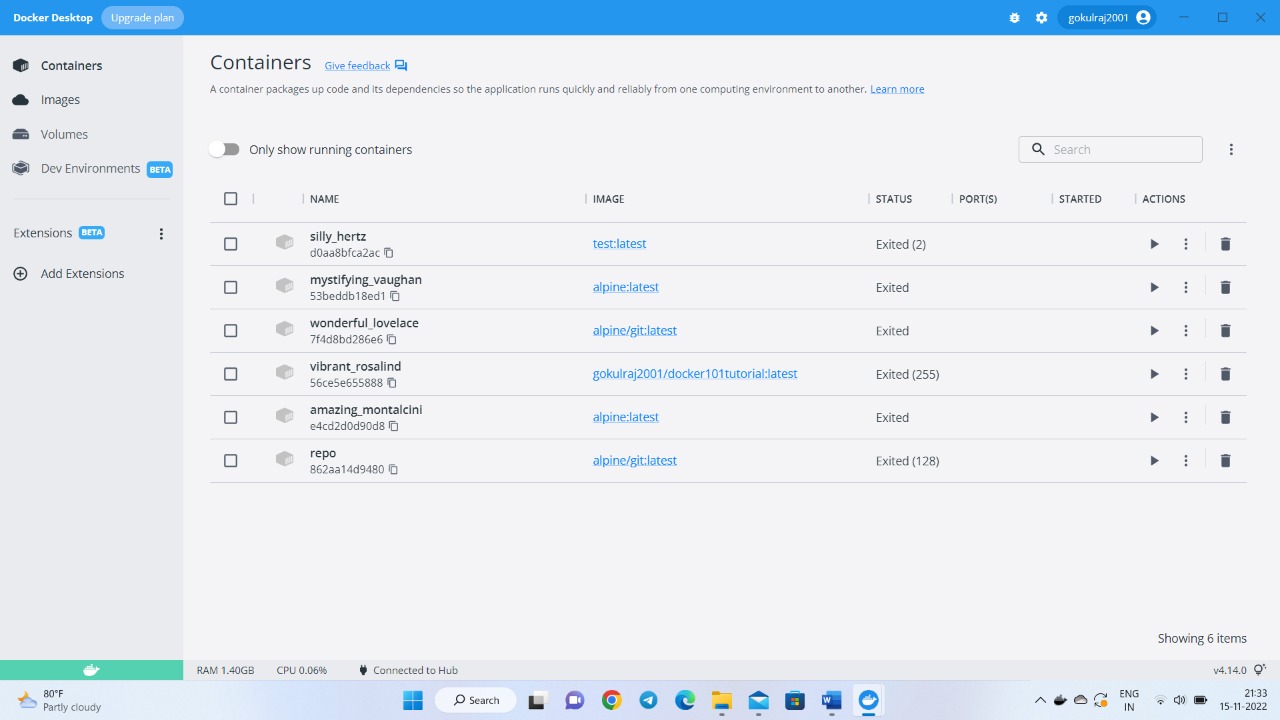 Docker Desktop Upgrade plan gokulraj2001
Containers
Images
Volumes
Dev Environments BETA
Extensions BETA
Add Extensions
Containers Give feedback
A container packages up code and its dependencies so the application runs quickly and reliably from one computing environment to another. Learn more
Only show running containers Search
NAME IMAGE STATUS PORT(S) STARTED ACTIONS
silly_hertz test:latest Exited (2)
d0aa8bfca2ac
mystifying_vaughan alpine:latest Exited
53beddb18ed1
wonderful_lovelace alpine/git:latest Exited
7f4d8bd286e6
vibrant_rosalind gokulraj2001/docker101tutorial:latest Exited (255)
56ce5e655888
amazing_montalcini alpine:latest Exited
e4cd2d0d90d8
repo alpine/git:latest Exited (128)
862aa14d9480
Showing 6 items
RAM 1.40GB CPU 0.06% Connected to Hub v4.14.0
80°F
Partly cloudy
Search
ENG
IN
21:33
15-11-2022